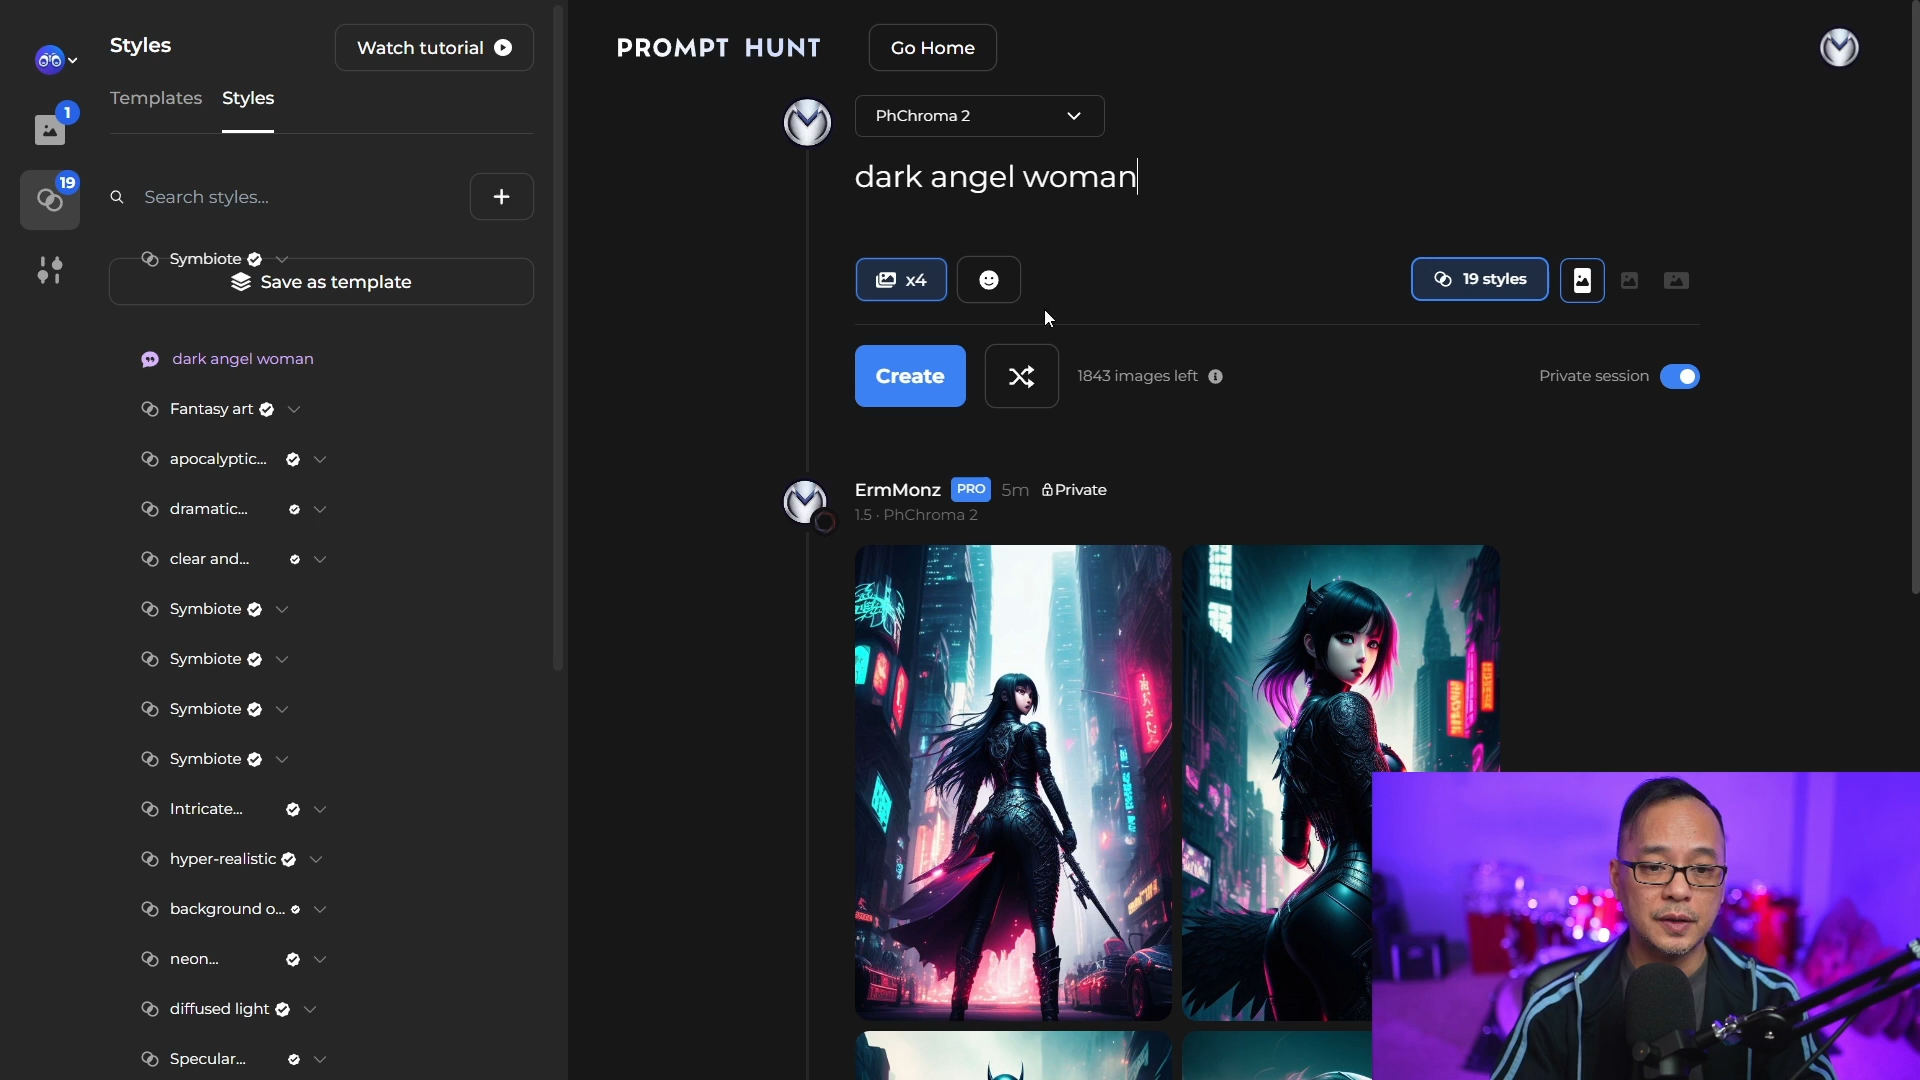 Styles
Watch tutorial
Templates
Styles
1
19
Search styles...
+
Symbiote
Save as template
dark angel woman
Fantasy art
apocalyptic...
dramatic...
clear and...
Symbiote
Symbiote
Symbiote
Symbiote
Intricate...
hyper-realistic
background o...
neon...
diffused light
Specular...
PROMPT HUNT
Go Home
PhChroma 2
dark angel woman
x4
19 styles
Create
1843 images left
Private session
ErmMonz PRO 5m Private
1.5 · PhChroma 2